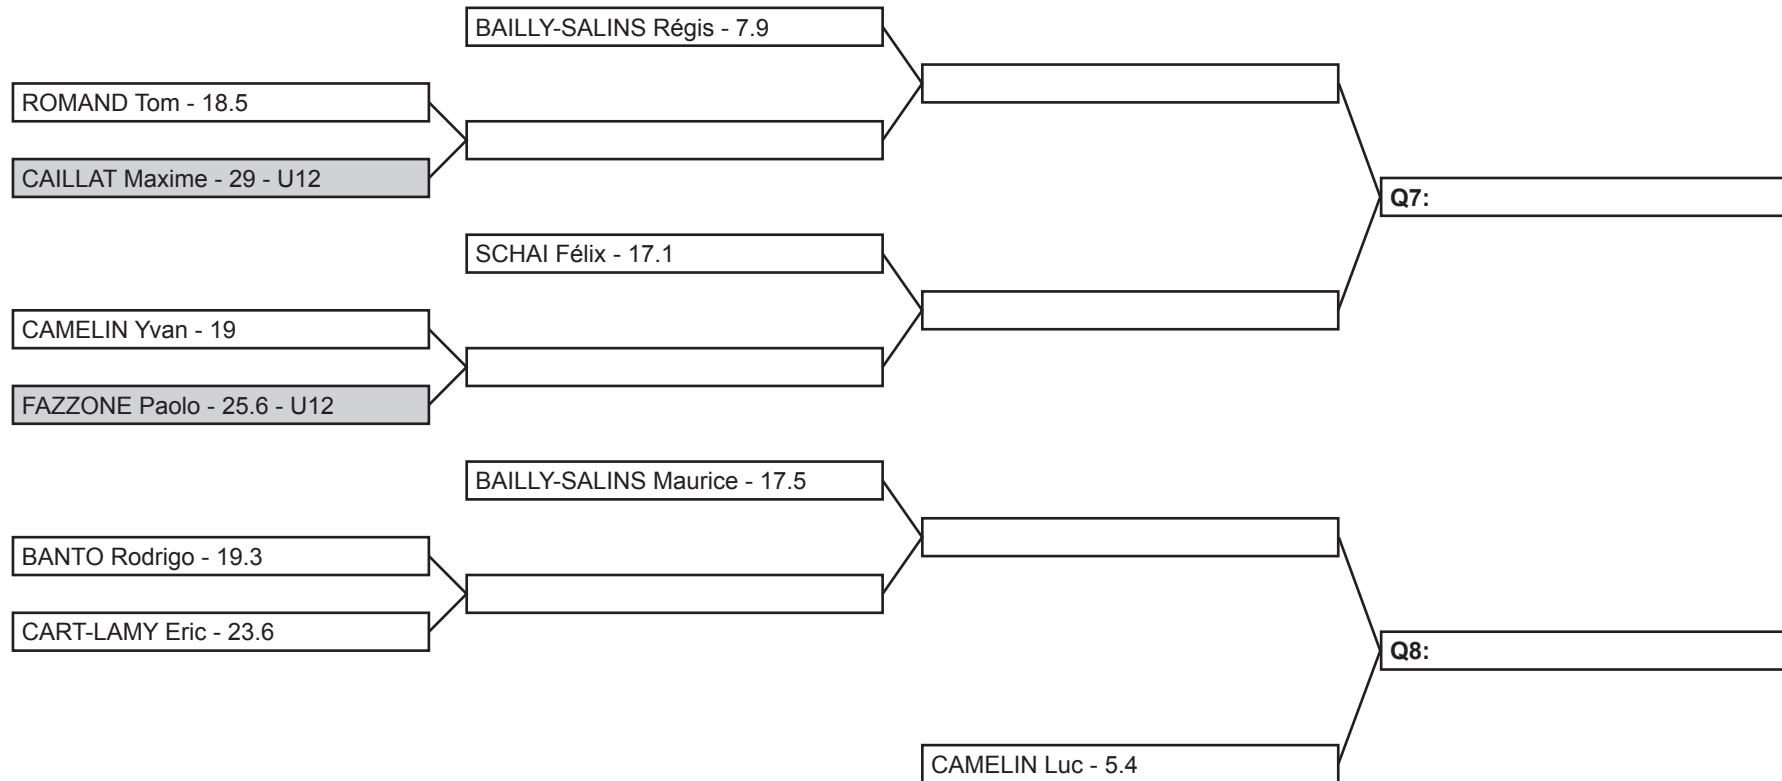 BAILLY-SALINS Régis - 7.9
ROMAND Tom - 18.5
CAILLAT Maxime - 29 - U12
Q7:
SCHAI Félix - 17.1
CAMELIN Yvan - 19
FAZZONE Paolo - 25.6 - U12
BAILLY-SALINS Maurice - 17.5
BANTO Rodrigo - 19.3
CART-LAMY Eric - 23.6
Q8:
CAMELIN Luc - 5.4